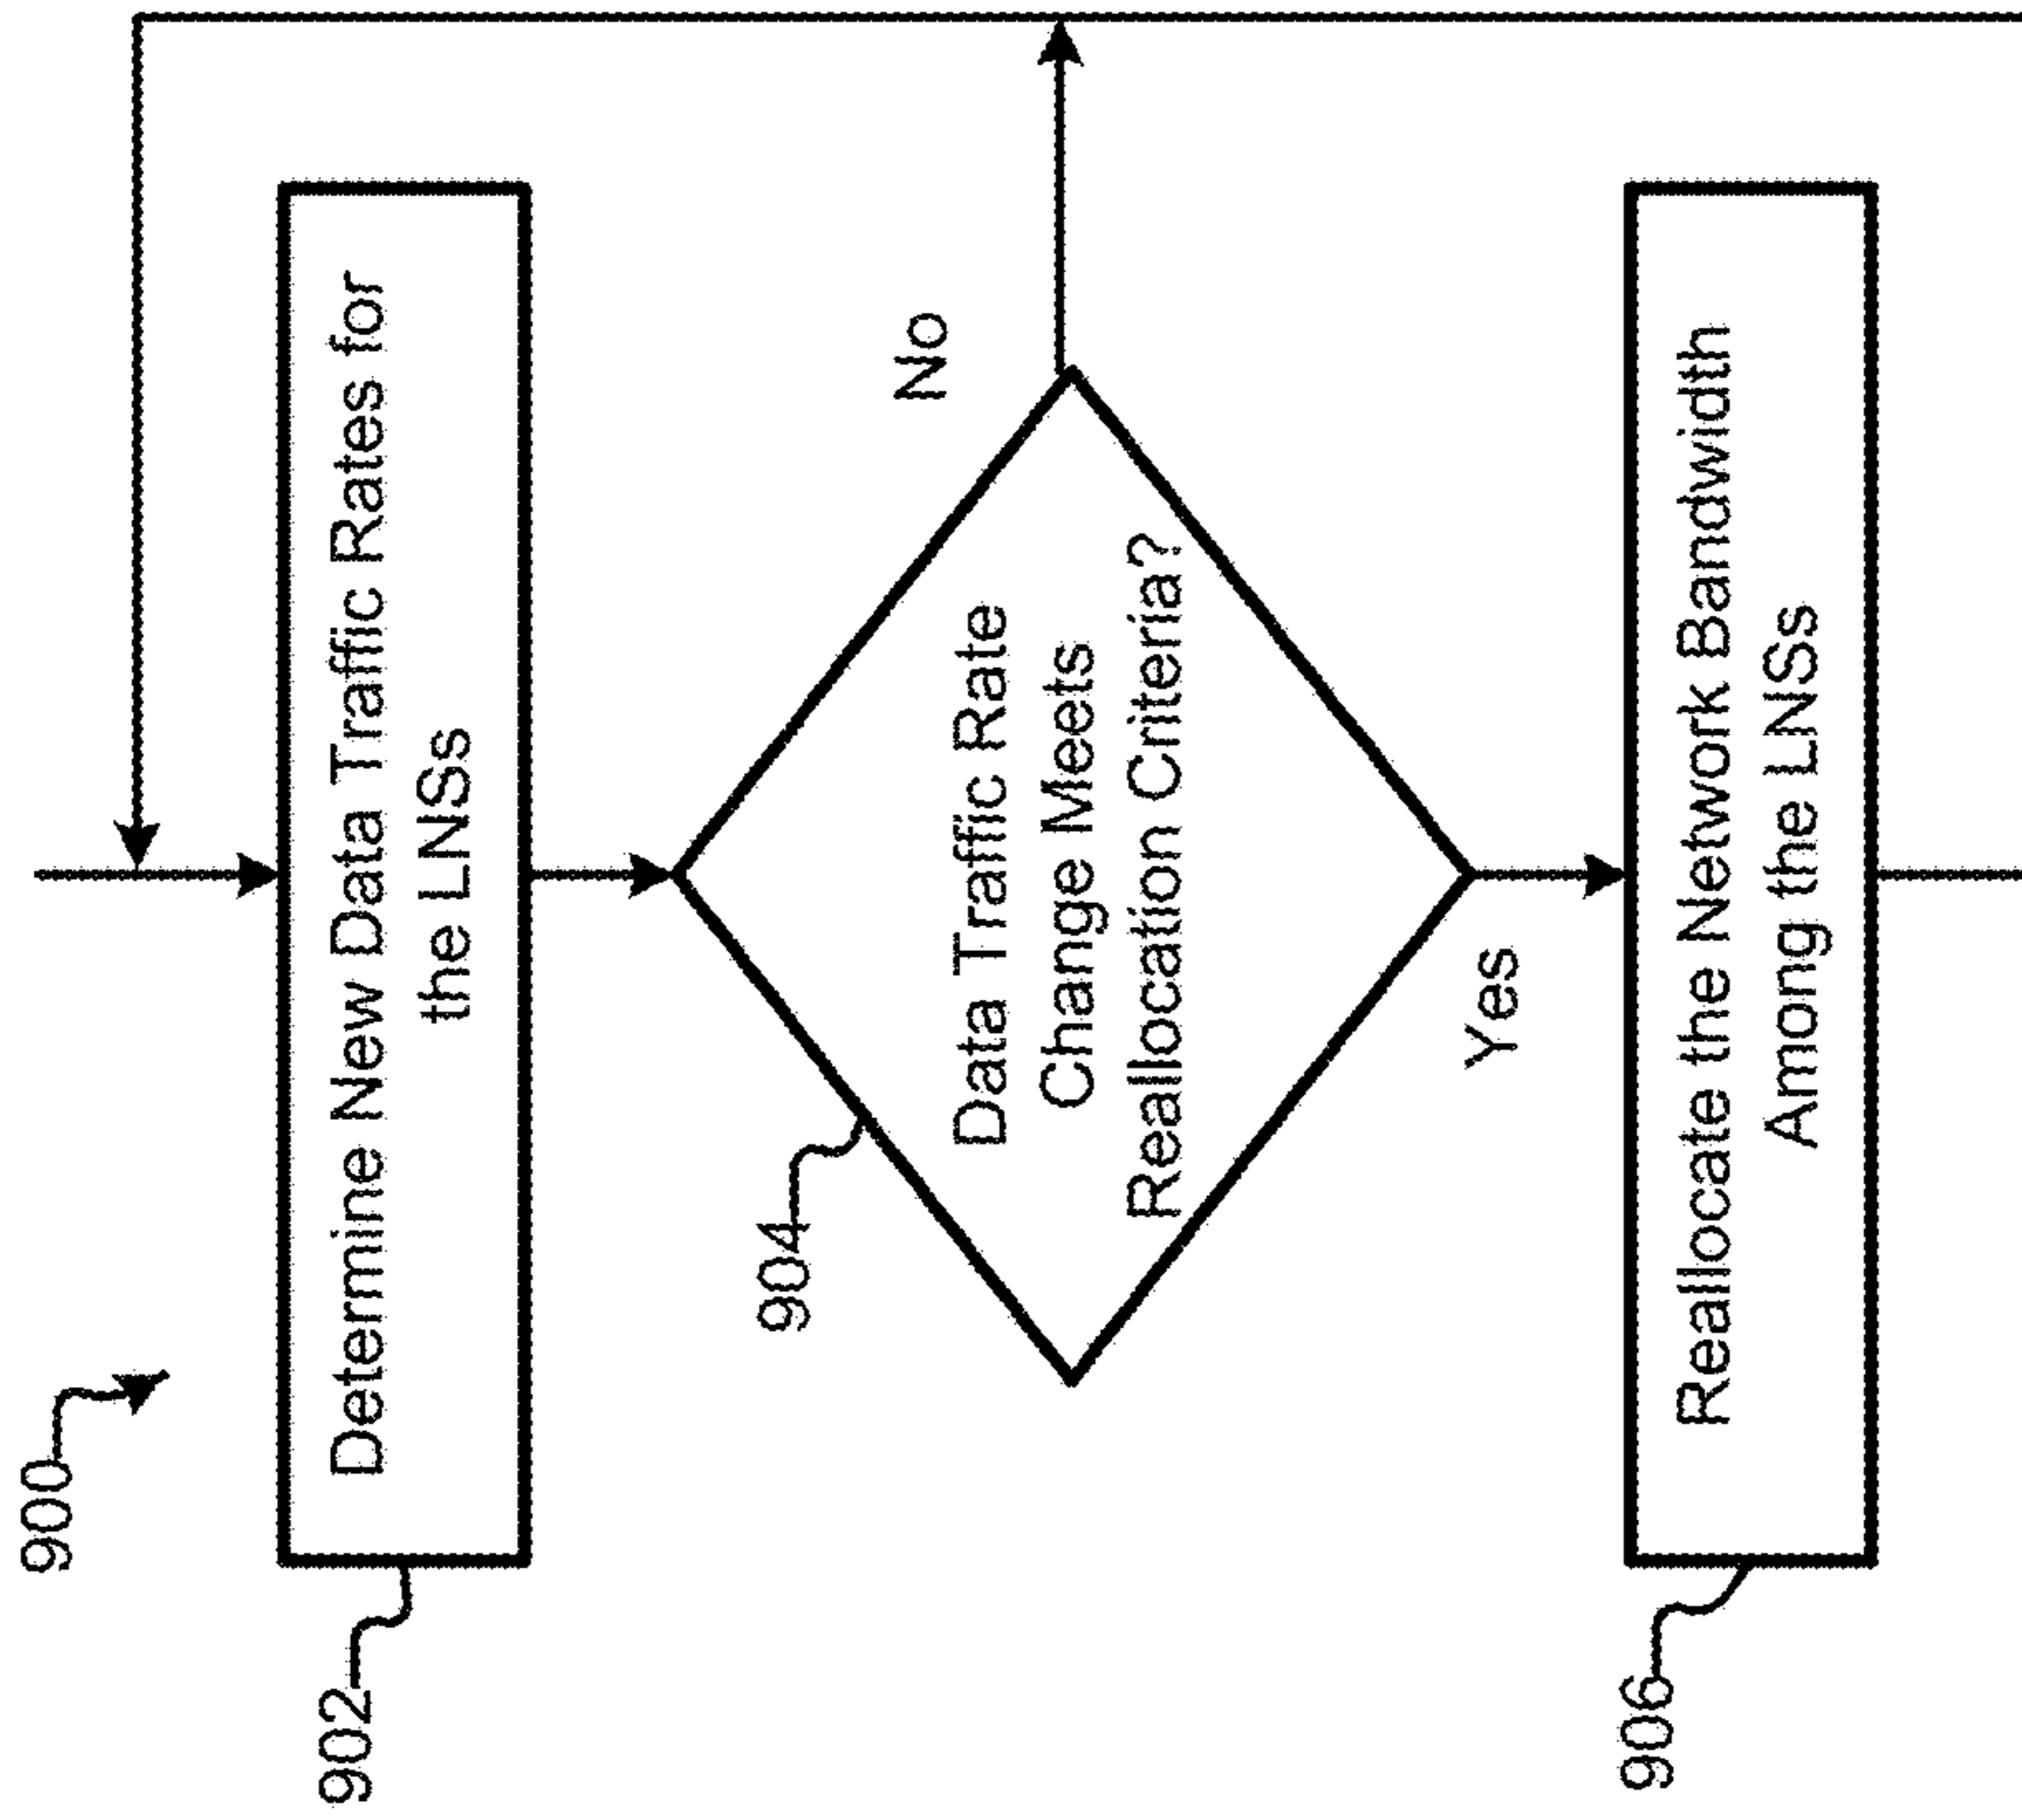 900
902
Determine New Data Traffic Rates for
the LNSs
904
Data Traffic Rate
Change Meets
Reallocation Criteria?
No
Yes
906
Reallocate the Network Bandwidth
Among the LNSs